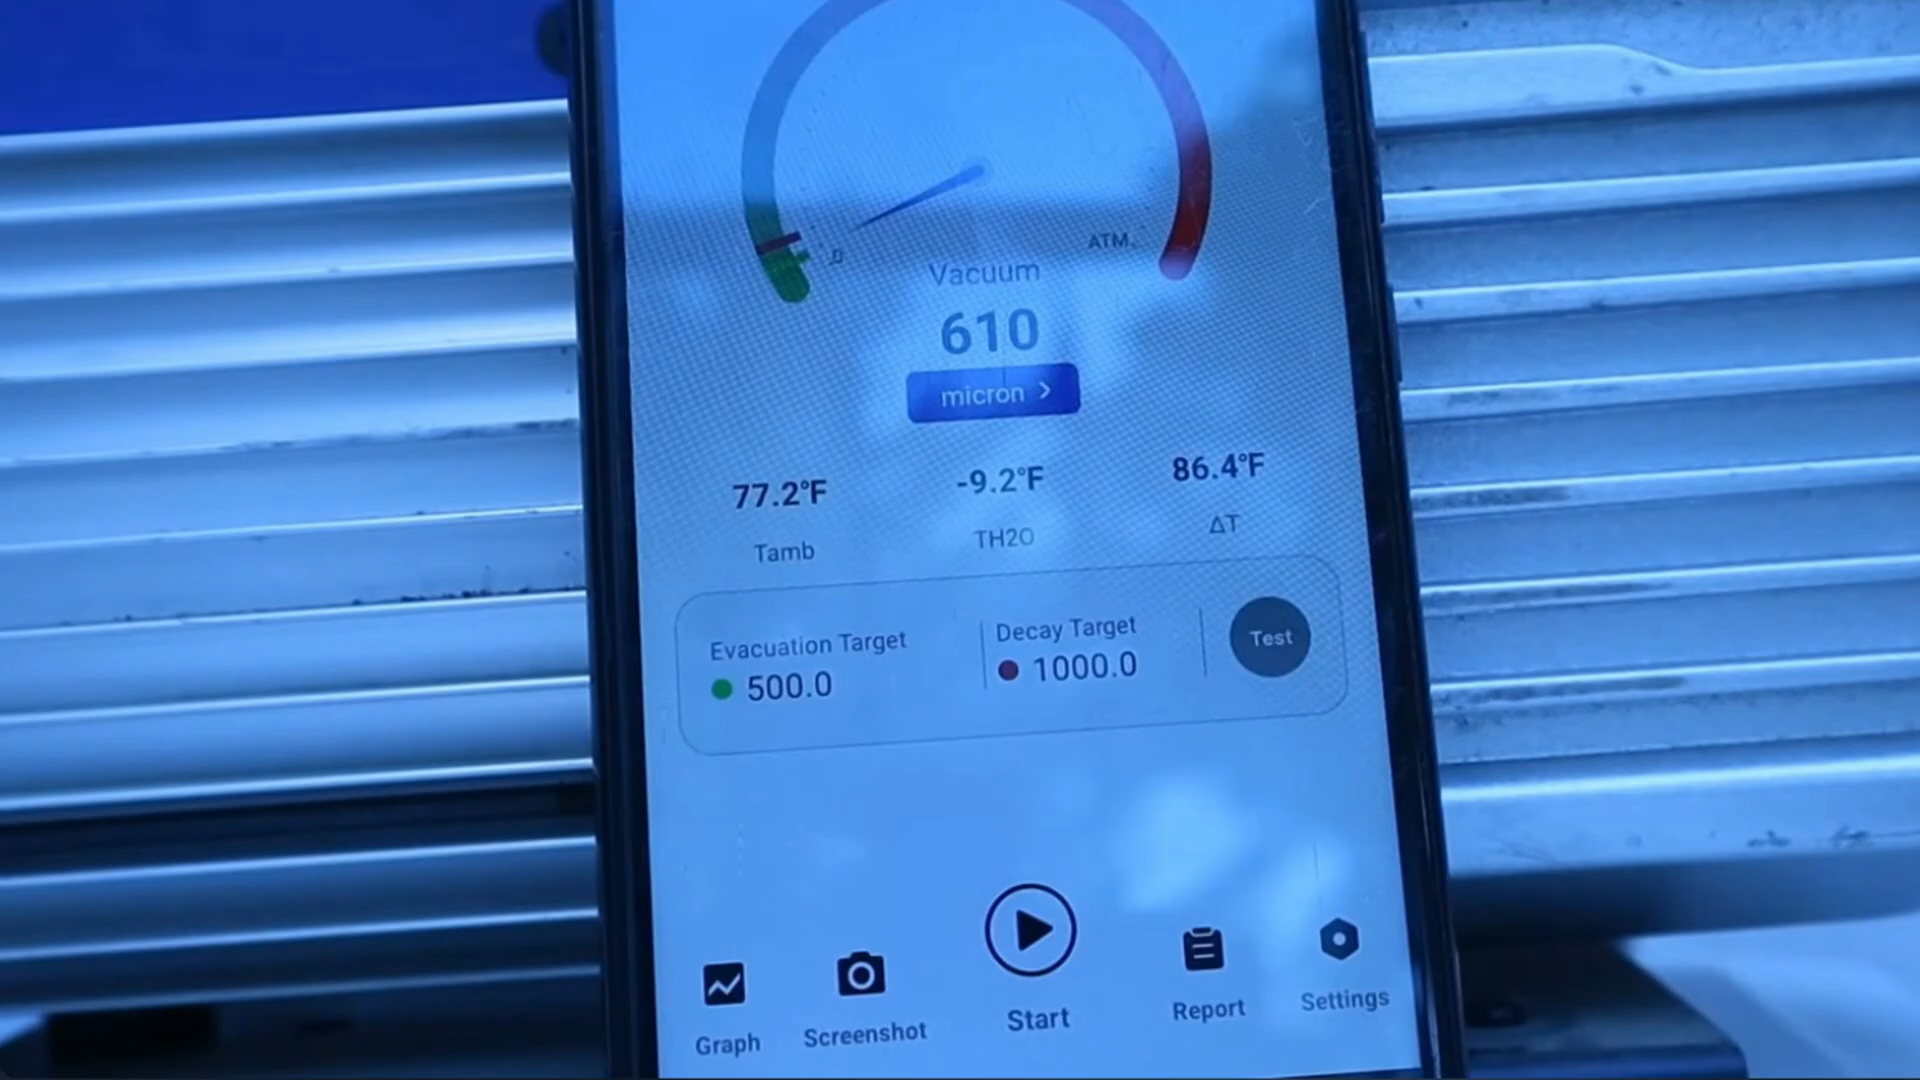 ATM
Vacuum
610
micron >
77.2°F
-9.2°F
86.4°F
Tamb
TH2O
ΔT
Evacuation Target
500.0
Decay Target
1000.0
Test
Graph
Screenshot
Start
Report
Settings